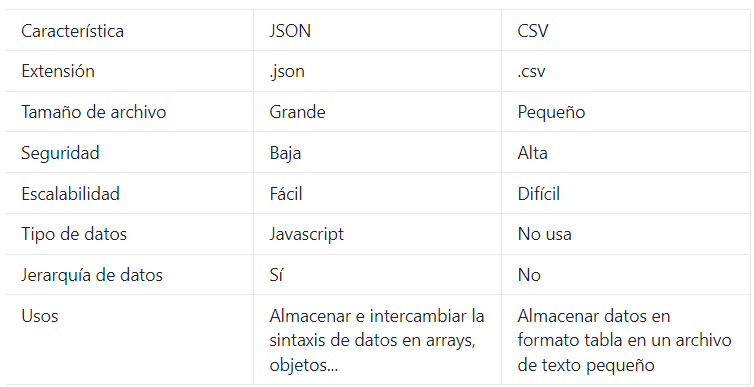 Característica JSON CSV
Extensión .json .csv
Tamaño de archivo Grande Pequeño
Seguridad Baja Alta
Escalabilidad Fácil Difícil
Tipo de datos Javascript No usa
Jerarquía de datos Sí No
Usos Almacenar e intercambiar la Almacenar datos en
sintaxis de datos en arrays, formato tabla en un archivo
objetos... de texto pequeño